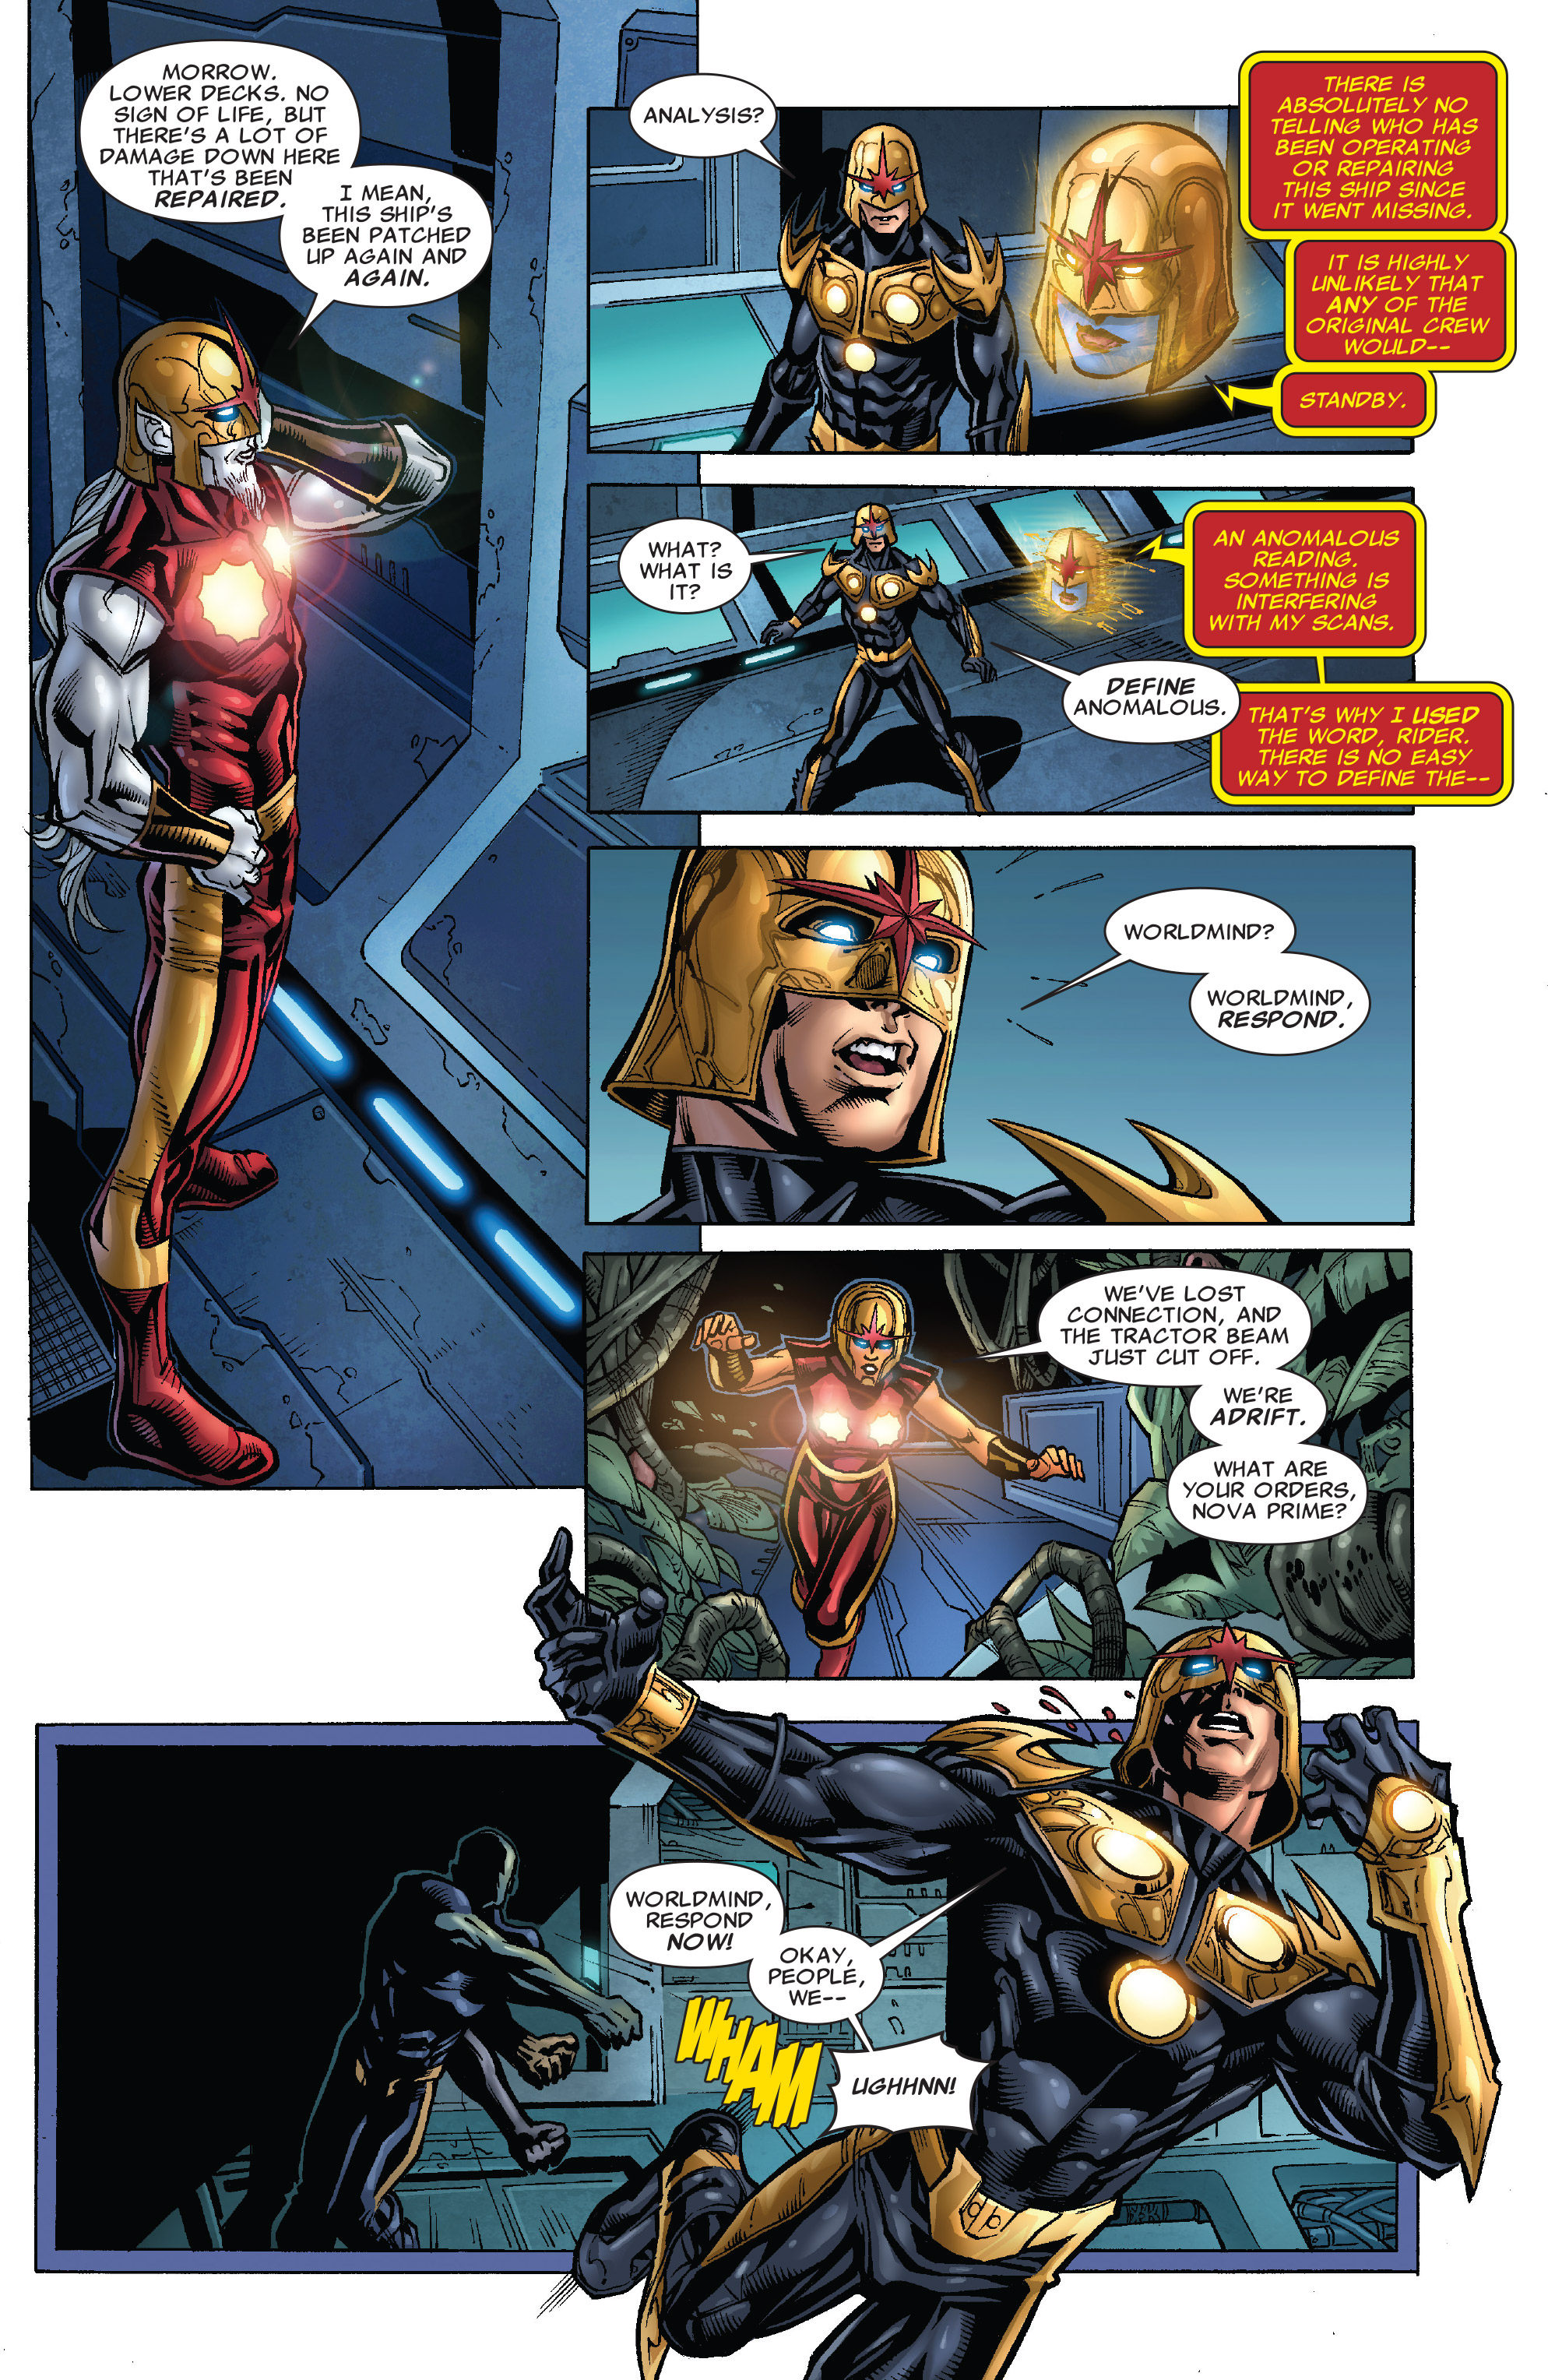 MORROW.
LOWER DECKS. NO
SIGN OF LIFE, BUT
THERE'S A LOT OF
DAMAGE DOWN HERE
THAT'S BEEN
REPAIRED.
I MEAN,
THIS SHIP'S
BEEN PATCHED
UP AGAIN AND
AGAIN.
ANALYSIS?
THERE IS
ABSOLUTELY NO
TELLING WHO HAS
BEEN OPERATING
OR REPAIRING
THIS SHIP SINCE
IT WENT MISSING.
IT IS HIGHLY
UNLIKELY THAT
ANY OF THE
ORIGINAL CREW
WOULD--
STANDBY.
WHAT?
WHAT IS
IT?
AN ANOMALOUS
READING.
SOMETHING IS
INTERFERING
WITH MY SCANS.
DEFINE
ANOMALOUS.
THAT'S WHY I USED
THE WORD, RIDER.
THERE IS NO EASY
WAY TO DEFINE THE--
WORLDMIND?
WORLDMIND,
RESPOND.
WE'VE LOST
CONNECTION, AND
THE TRACTOR BEAM
JUST CUT OFF.
WE'RE
ADRIFT.
WHAT ARE
YOUR ORDERS,
NOVA PRIME?
WORLDMIND,
RESPOND
NOW!
OKAY,
PEOPLE,
WE--
WHAM
UGHHNN!